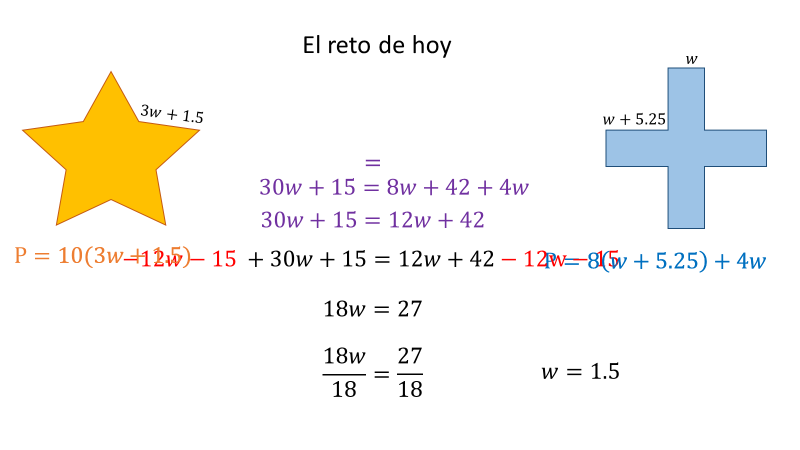 El reto de hoy
w
3w + 1.5
w + 5.25
=
30w + 15 = 8w + 42 + 4w
30w + 15 = 12w + 42
P = 10(3w + 1.5)
−12w − 15 + 30w + 15 = 12w + 42 − 12w − 15
P = 8(w + 5.25) + 4w
18w = 27
18w/18 = 27/18
w = 1.5